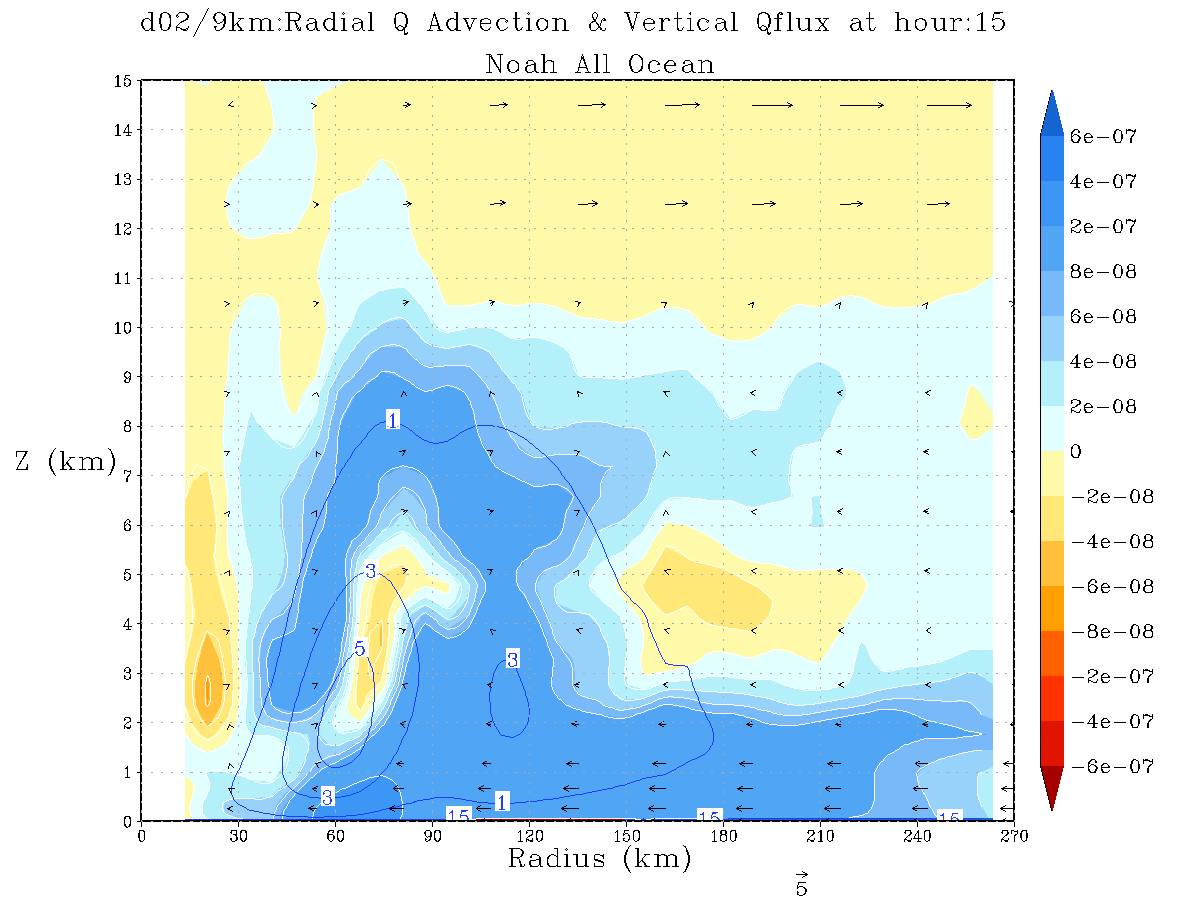 d02/9km:Radial Q Advection & Vertical Qflux at hour:15
Noah All Ocean
15
14
13
12
11
10
9
8
7
6
5
4
3
2
1
0
Z (km)
0 30 60 90 120 150 180 210 240 270
Radius (km)
1
3
5
3
3
1
15
15
15
6e-07
4e-07
2e-07
8e-08
6e-08
4e-08
2e-08
0
-2e-08
-4e-08
-6e-08
-8e-08
-2e-07
-4e-07
-6e-07
5